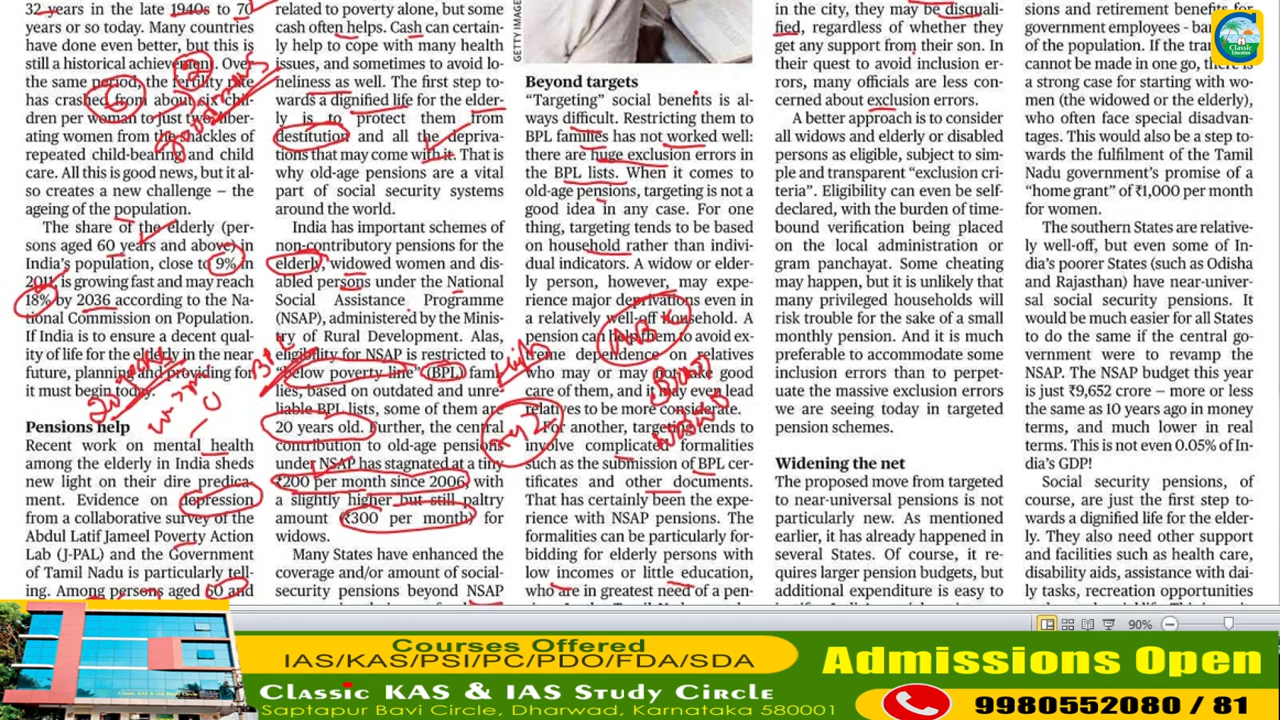 32 years in the late 1940s to 70
years or so today. Many countries
have done even better, but this is
still a historical achievement. Over
the same period, the fertility rate
has crashed from about six chil-
dren per woman to just two, liber-
ating women from the shackles of
repeated child-bearing and child
care. All this is good news, but it al-
so creates a new challenge – the
ageing of the population.
The share of the elderly (per-
sons aged 60 years and above) in
India's population, close to 9% in
2011, is growing fast and may reach
18% by 2036 according to the Na-
tional Commission on Population.
If India is to ensure a decent qual-
ity of life for the elderly in the near
future, planning and providing for
it must begin today.
Pensions help
Recent work on mental health
among the elderly in India sheds
new light on their dire predica-
ment. Evidence on depression
from a collaborative survey of the
Abdul Latif Jameel Poverty Action
Lab (J-PAL) and the Government
of Tamil Nadu is particularly tell-
ing. Among persons aged 60 and
related to poverty alone, but some
cash often helps. Cash can certain-
ly help to cope with many health
issues, and sometimes to avoid lo-
neliness as well. The first step to-
wards a dignified life for the elder-
ly is to protect them from
destitution and all the depriva-
tions that may come with it. That is
why old-age pensions are a vital
part of social security systems
around the world.
India has important schemes of
non-contributory pensions for the
elderly, widowed women and dis-
abled persons under the National
Social Assistance Programme
(NSAP), administered by the Minis-
try of Rural Development. Alas,
eligibility for NSAP is restricted to
"below poverty line" (BPL) fami-
lies, based on outdated and unre-
liable BPL lists, some of them are
20 years old. Further, the central
contribution to old-age pensions
under NSAP has stagnated at a tiny
₹200 per month since 2006, with
a slightly higher but still paltry
amount (₹300 per month) for
widows.
Many States have enhanced the
coverage and/or amount of social-
security pensions beyond NSAP
GETTY IMAGE
Beyond targets
"Targeting" social benefits is al-
ways difficult. Restricting them to
BPL families has not worked well:
there are huge exclusion errors in
the BPL lists. When it comes to
old-age pensions, targeting is not a
good idea in any case. For one
thing, targeting tends to be based
on household rather than indivi-
dual indicators. A widow or elder-
ly person, however, may expe-
rience major deprivations even in
a relatively well-off household. A
pension can help them to avoid ex-
treme dependence on relatives
who may or may not take good
care of them, and it may even lead
relatives to be more considerate.
For another, targeting tends to
involve complicated formalities
such as the submission of BPL cer-
tificates and other documents.
That has certainly been the expe-
rience with NSAP pensions. The
formalities can be particularly for-
bidding for elderly persons with
low incomes or little education,
who are in greatest need of a pen-
in the city, they may be disquali-
fied, regardless of whether they
get any support from their son. In
their quest to avoid inclusion er-
rors, many officials are less con-
cerned about exclusion errors.
A better approach is to consider
all widows and elderly or disabled
persons as eligible, subject to sim-
ple and transparent "exclusion cri-
teria". Eligibility can even be self-
declared, with the burden of time-
bound verification being placed
on the local administration or
gram panchayat. Some cheating
may happen, but it is unlikely that
many privileged households will
risk trouble for the sake of a small
monthly pension. And it is much
preferable to accommodate some
inclusion errors than to perpet-
uate the massive exclusion errors
we are seeing today in targeted
pension schemes.
Widening the net
The proposed move from targeted
to near-universal pensions is not
particularly new. As mentioned
earlier, it has already happened in
several States. Of course, it re-
quires larger pension budgets, but
additional expenditure is easy to
sions and retirement benefits for
government employees -
of the population. If the
cannot be made in one go, there is
a strong case for starting with wo-
men (the widowed or the elderly),
who often face special disadvan-
tages. This would also be a step to-
wards the fulfilment of the Tamil
Nadu government's promise of a
"home grant" of ₹1,000 per month
for women.
The southern States are relative-
ly well-off, but even some of In-
dia's poorer States (such as Odisha
and Rajasthan) have near-univer-
sal social security pensions. It
would be much easier for all States
to do the same if the central go-
vernment were to revamp the
NSAP. The NSAP budget this year
is just ₹9,652 crore – more or less
the same as 10 years ago in money
terms, and much lower in real
terms. This is not even 0.05% of In-
dia's GDP!
Social security pensions, of
course, are just the first step to-
wards a dignified life for the elder-
ly. They also need other support
and facilities such as health care,
disability aids, assistance with dai-
ly tasks, recreation opportunities
Classic
Education
90%
Courses Offered
IAS/KAS/PSI/PC/PDO/FDA/SDA
Classic KAS & IAS Study Circle
Saptapur Bavi Circle, Dharwad, Karnataka 580001
Admissions Open
9980552080 / 81